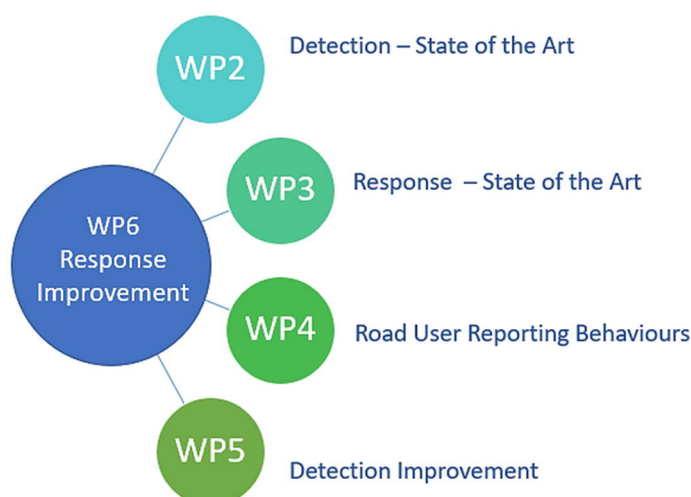 WP2
Detection – State of the Art
WP3
Response – State of the Art
WP6
Response
Improvement
WP4
Road User Reporting Behaviours
WP5
Detection Improvement